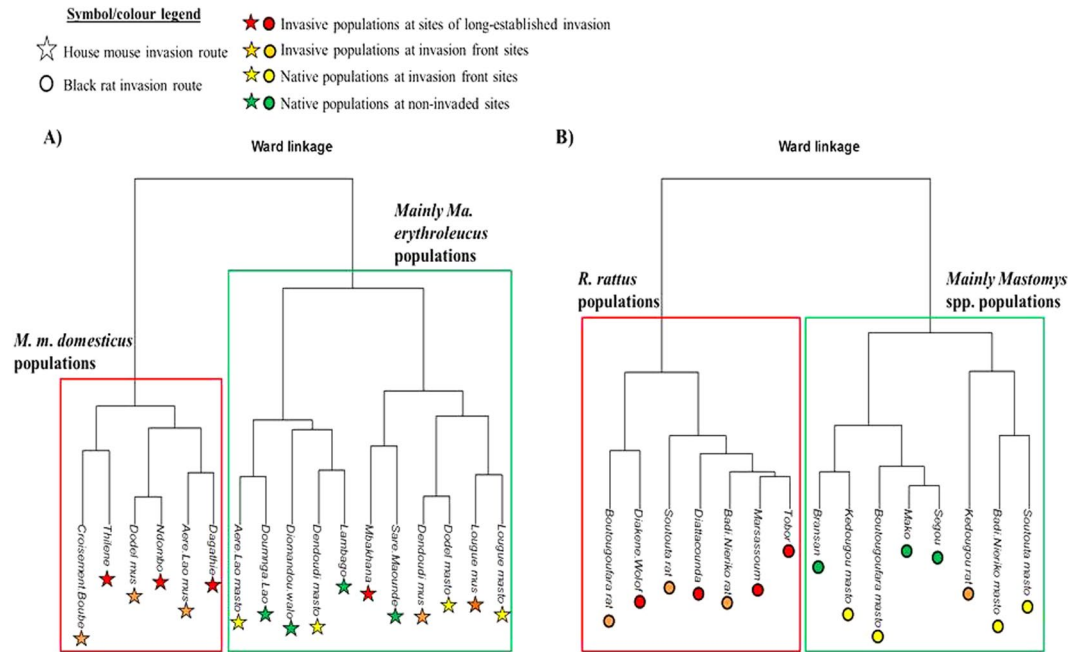 Symbol/colour legend
House mouse invasion route
Black rat invasion route
Invasive populations at sites of long-established invasion
Invasive populations at invasion front sites
Native populations at invasion front sites
Native populations at non-invaded sites
A)
Ward linkage
Mainly Ma.
erythroleucus
populations
M. m. domesticus
populations
Croisement.Boube
Thilene
Dodel mus
Ndombo
Aere.Lao mus
Dagathie
Aere.Lao masto
Doumnga.Lao
Diomandou.walo
Dendoudi masto
Lambago
Mbakhana
Sare.Maounde
Dendoudi mus
Dodel masto
Lougue mus
Lougue masto
B)
Ward linkage
R. rattus
populations
Mainly Mastomys
spp. populations
Boutougoufara rat
Diakene.Wolof
Soutouta rat
Diattacounda
Badi.Nieriko rat
Marsassoum
Tobor
Bransan
Kedougou masto
Boutougoufara masto
Mako
Segou
Kedougou rat
Badi.Nieriko masto
Soutouta masto